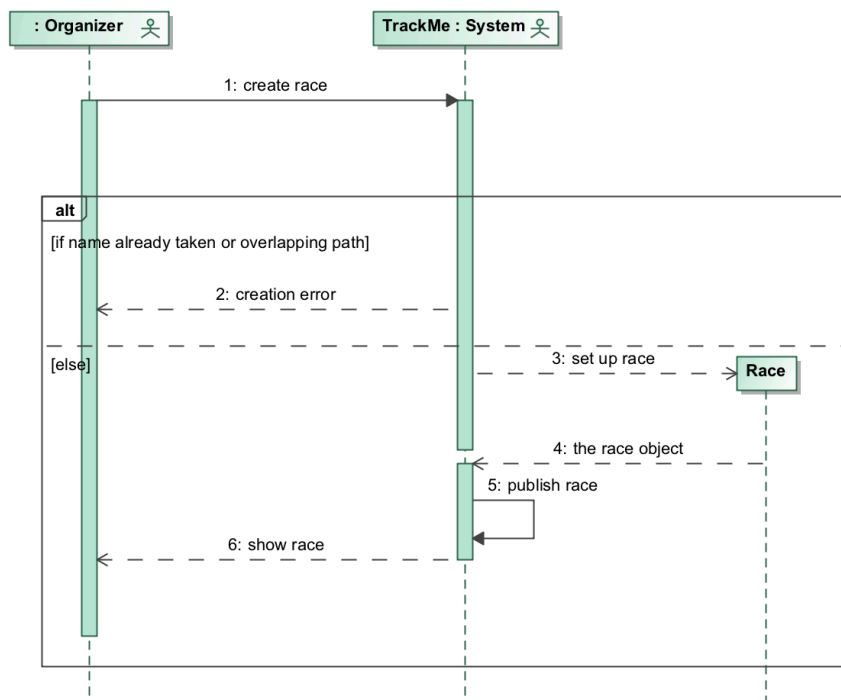 : Organizer
TrackMe : System
1: create race
alt
[if name already taken or overlapping path]
2: creation error
[else]
3: set up race
Race
4: the race object
5: publish race
6: show race